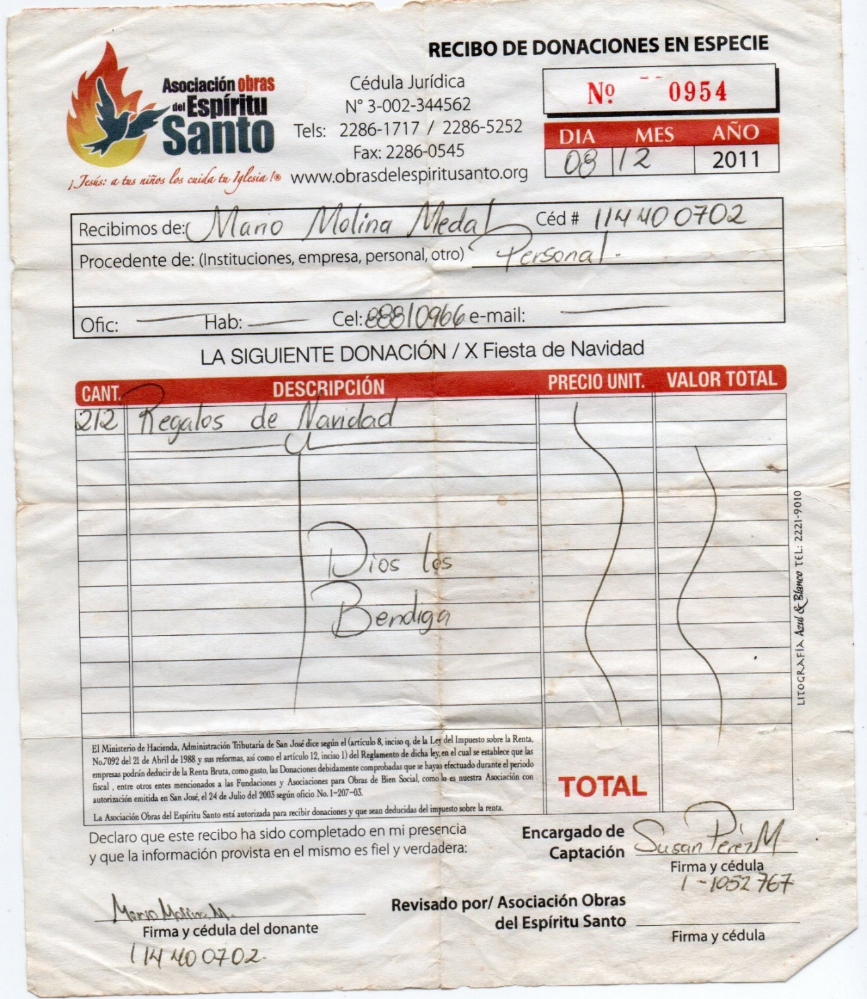 RECIBO DE DONACIONES EN ESPECIE
Asociación obras
del Espíritu
Santo
¡Jesús: a tus niños los cuida tu Iglesia!®
Cédula Jurídica
N° 3-002-344562
Tels: 2286-1717 / 2286-5252
Fax: 2286-0545
www.obrasdelespiritusanto.org
Nº 0954
DIA MES AÑO
08 12 2011
Recibimos de: Mario Molina Medal Céd # 114400702
Procedente de: (Instituciones, empresa, personal, otro) Personal.
Ofic: Hab: Cel: 88810966 e-mail:
LA SIGUIENTE DONACIÓN / X Fiesta de Navidad
CANT. DESCRIPCIÓN PRECIO UNIT. VALOR TOTAL
212 Regalos de Navidad
Dios los
Bendiga
LITOGRAFÍA Azul & Blanco TEL: 2221-9010
El Ministerio de Hacienda, Administración Tributaria de San José dice según el (artículo 8, inciso q, de la Ley del Impuesto sobre la Renta,
No.7092 del 21 de Abril de 1988 y sus reformas, así como el artículo 12, inciso 1) del Reglamento de dicha ley,en el cual se establece que las
empresas podrán deducir de la Renta Bruta, como gasto, las Donaciones debidamente comprobadas que se hayas efectuado durante el periodo
fiscal , entre otros entes mencionados a las Fundaciones y Asociaciones para Obras de Bien Social, como lo es nuestra Asociación con
autorización emitida en San José, el 24 de Julio del 2003 según oficio No. 1-207-03.
La Asociación Obras del Espíritu Santo está autorizada para recibir donaciones y que sean deducidas del impuesto sobre la renta.
TOTAL
Declaro que este recibo ha sido completado en mi presencia
y que la información provista en el mismo es fiel y verdadera:
Encargado de
Captación Susan Pérez M
Firma y cédula
1-1052767
Mario Molina M.
Firma y cédula del donante
114400702.
Revisado por/ Asociación Obras
del Espíritu Santo
Firma y cédula